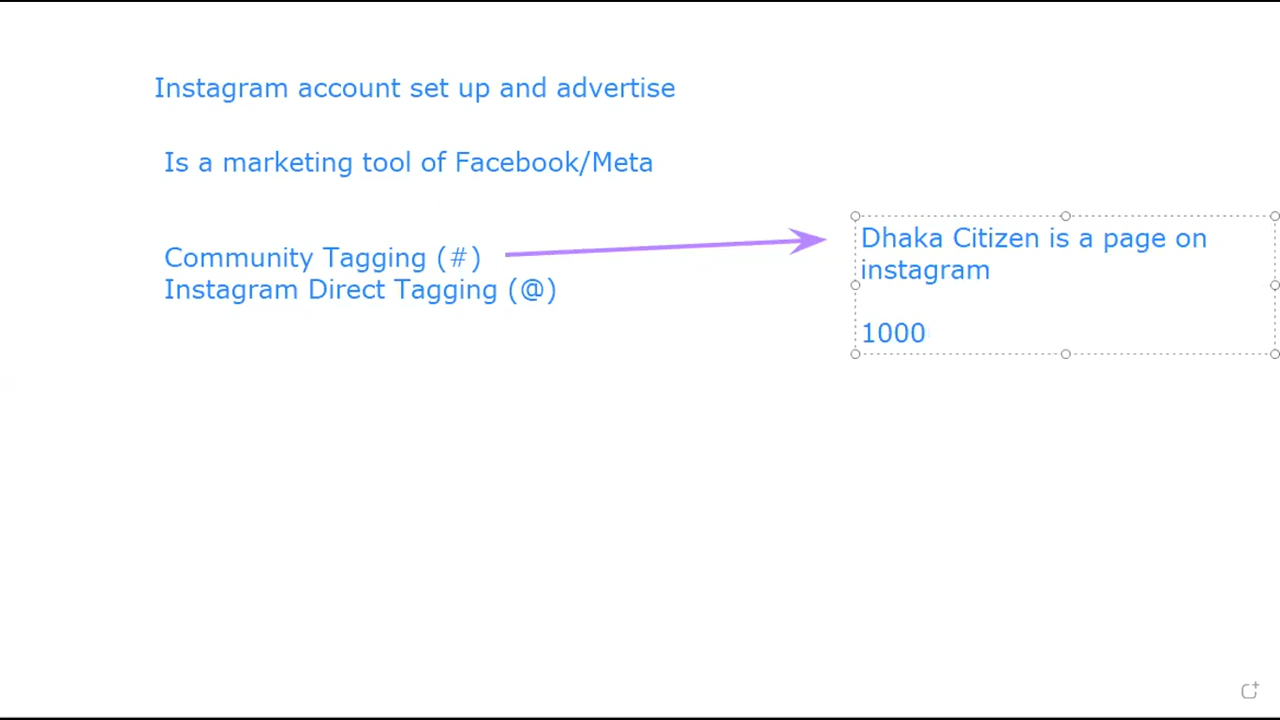 Instagram account set up and advertise
Is a marketing tool of Facebook/Meta
Community Tagging (#)
Instagram Direct Tagging (@)
Dhaka Citizen is a page on
instagram
1000